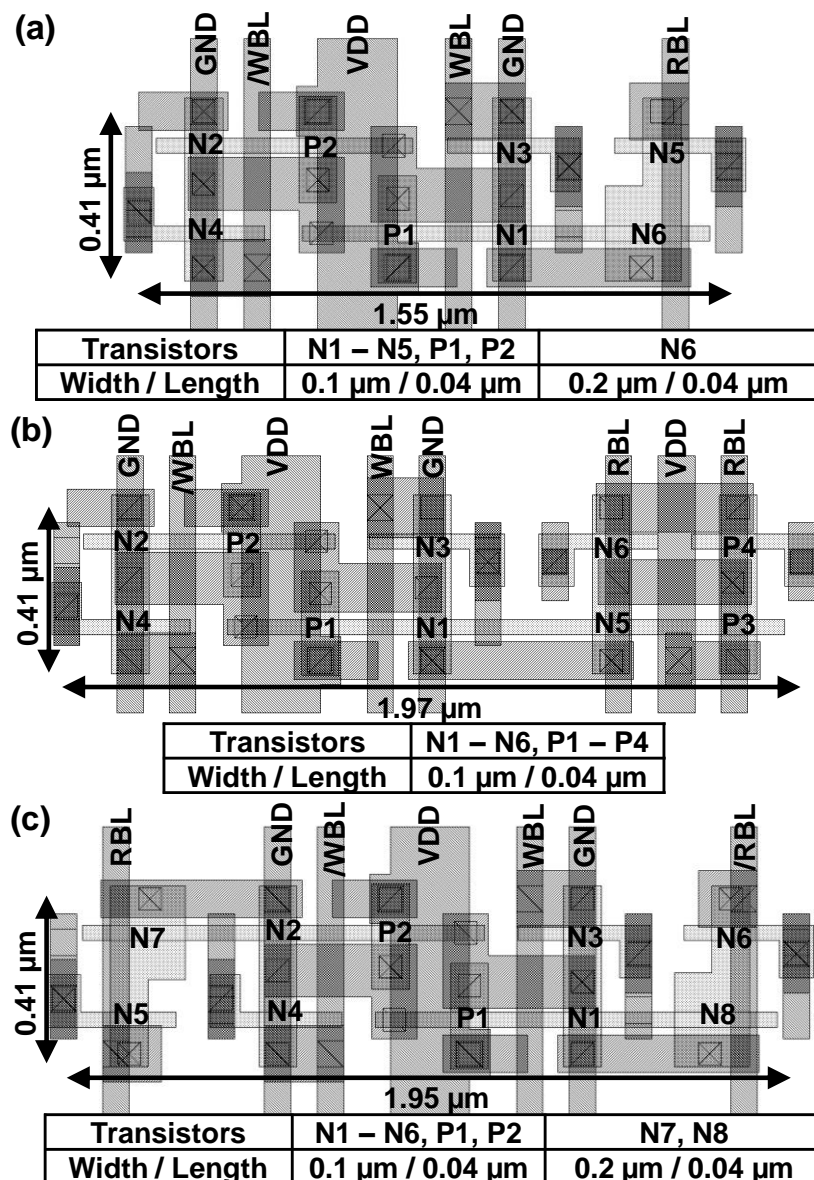 (a)
GND
/WBL
VDD
WBL
GND
RBL
N2
P2
N3
N5
0.41 µm
N4
P1
N1
N6
1.55 µm
Transistors N1 – N5, P1, P2 N6
Width / Length 0.1 µm / 0.04 µm 0.2 µm / 0.04 µm
(b)
GND
/WBL
VDD
WBL
GND
RBL
VDD
RBL
N2
P2
N3
N6
P4
0.41 µm
N4
P1
N1
N5
P3
1.97 µm
Transistors N1 – N6, P1 – P4
Width / Length 0.1 µm / 0.04 µm
(c)
RBL
GND
/WBL
VDD
WBL
GND
/RBL
N7
N2
P2
N3
N6
0.41 µm
N5
N4
P1
N1
N8
1.95 µm
Transistors N1 – N6, P1, P2 N7, N8
Width / Length 0.1 µm / 0.04 µm 0.2 µm / 0.04 µm